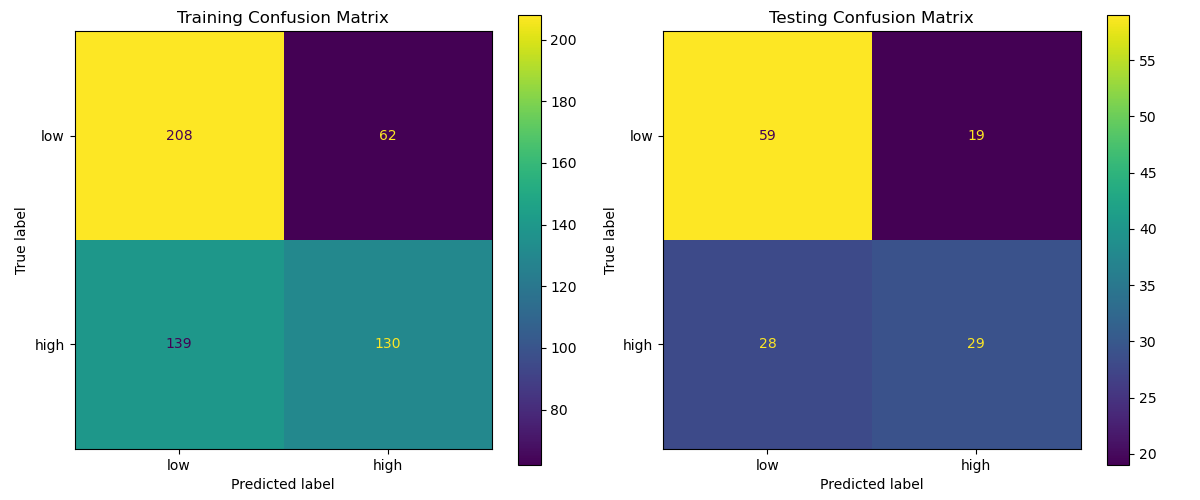 Training Confusion Matrix
True label
low
high
208
62
139
130
low
high
Predicted label
200
180
160
140
120
100
80
Testing Confusion Matrix
True label
low
high
59
19
28
29
low
high
Predicted label
55
50
45
40
35
30
25
20